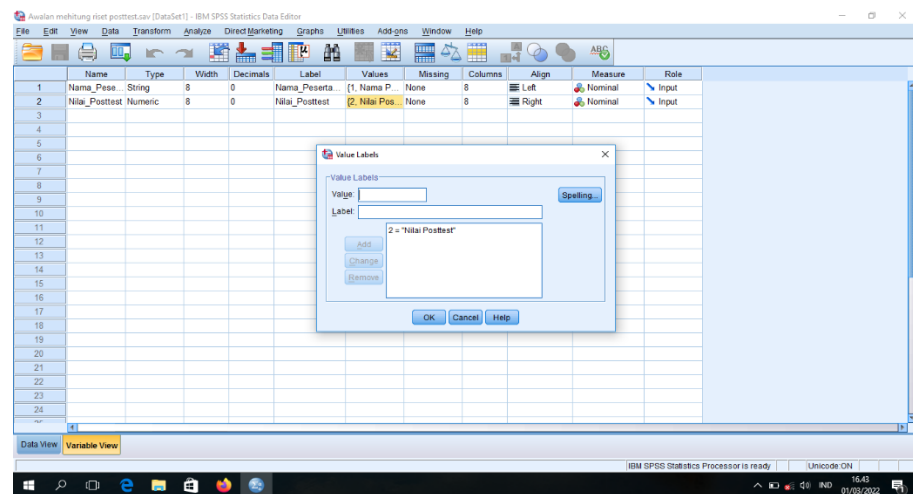 Awalan mehitung riset posttest.sav [DataSet1] - IBM SPSS Statistics Data Editor
File Edit View Data Transform Analyze Direct Marketing Graphs Utilities Add-ons Window Help
Name Type Width Decimals Label Values Missing Columns Align Measure Role
1 Nama_Pese... String 8 0 Nama_Peserta... {1, Nama P... None 8 Left Nominal Input
2 Nilai_Posttest Numeric 8 0 Nilai_Posttest {2, Nilai Pos... None 8 Right Nominal Input
3
4
5
6
7
8
9
10
11
12
13
14
15
16
17
18
19
20
21
22
23
24
Value Labels
Value Labels
Value:
Spelling...
Label:
2 = "Nilai Posttest"
Add
Change
Remove
OK Cancel Help
Data View Variable View
IBM SPSS Statistics Processor is ready Unicode:ON
IND 16.43
01/03/2022